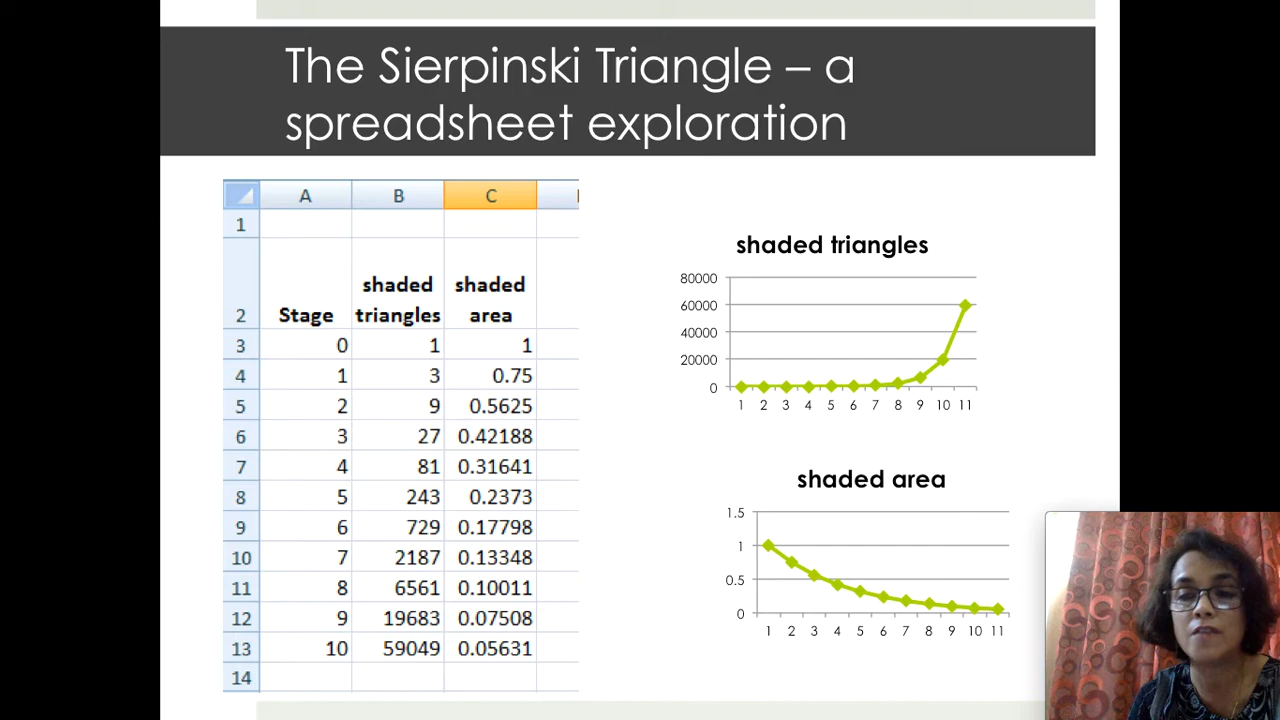 The Sierpinski Triangle – a
spreadsheet exploration
A B C
1
2 Stage shaded triangles shaded area
3 0 1 1
4 1 3 0.75
5 2 9 0.5625
6 3 27 0.42188
7 4 81 0.31641
8 5 243 0.2373
9 6 729 0.17798
10 7 2187 0.13348
11 8 6561 0.10011
12 9 19683 0.07508
13 10 59049 0.05631
14
shaded triangles
80000
60000
40000
20000
0
1 2 3 4 5 6 7 8 9 10 11
shaded area
1.5
1
0.5
0
1 2 3 4 5 6 7 8 9 10 11